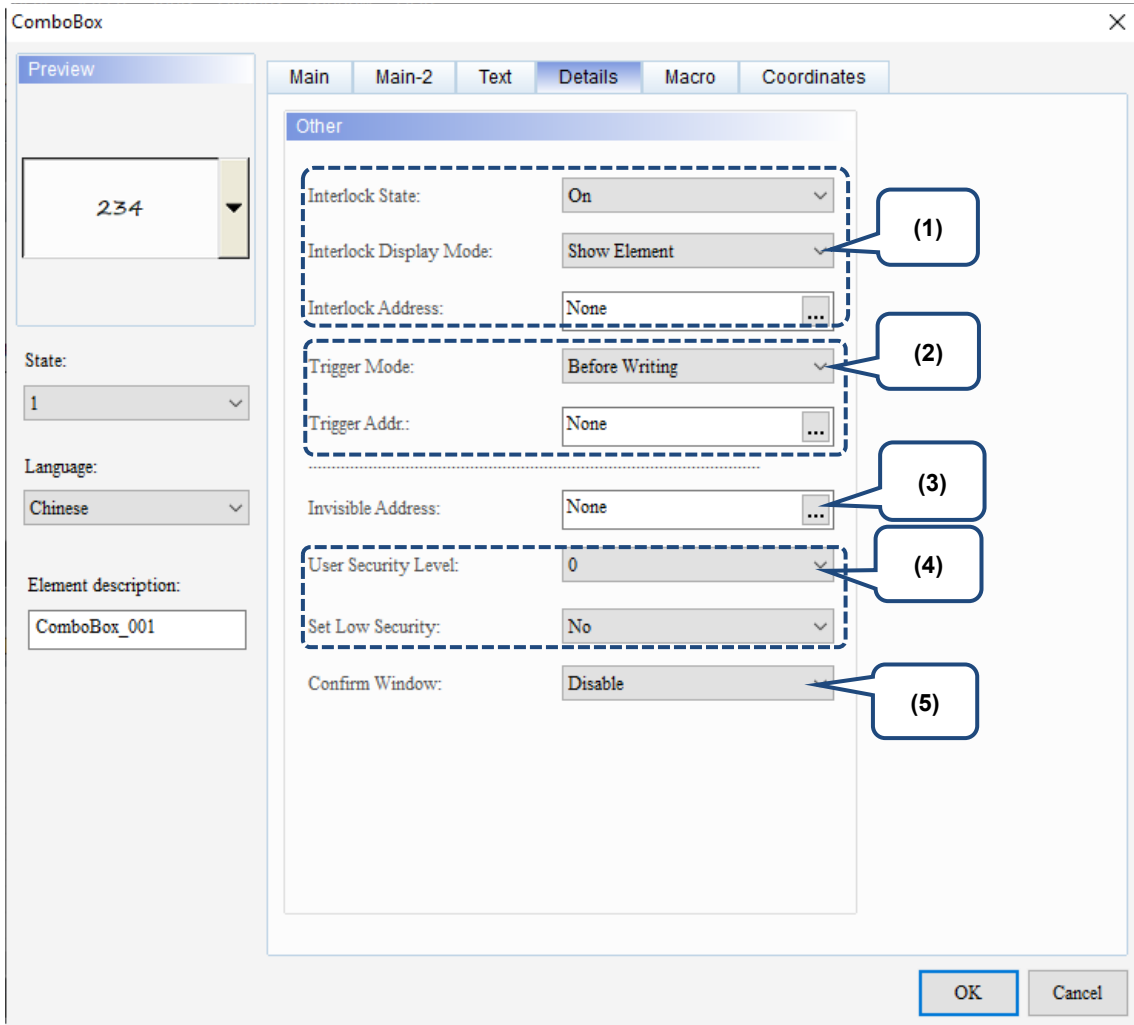 ComboBox
Preview
234
State:
1
Language:
Chinese
Element description:
ComboBox_001
Main Main-2 Text Details Macro Coordinates
Other
Interlock State: On
Interlock Display Mode: Show Element
(1)
Interlock Address: None ...
Trigger Mode: Before Writing
(2)
Trigger Addr.: None ...
Invisible Address: None ...
(3)
User Security Level: 0
(4)
Set Low Security: No
Confirm Window: Disable
(5)
OK Cancel